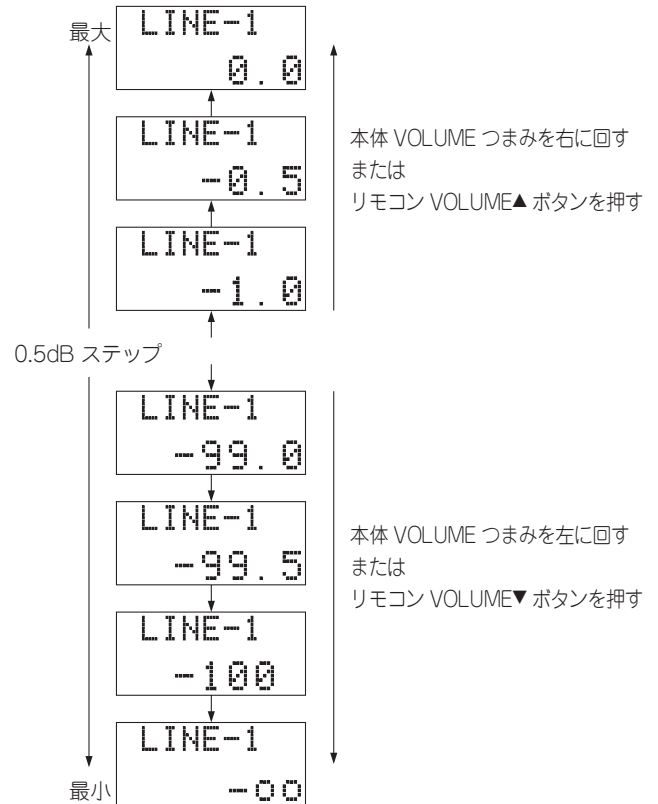 最大
LINE-1
0.0
LINE-1
-0.5
LINE-1
-1.0
本体 VOLUME つまみを右に回す
または
リモコン VOLUME▲ ボタンを押す
0.5dB ステップ
LINE-1
-99.0
LINE-1
-99.5
LINE-1
-100
LINE-1
-oo
本体 VOLUME つまみを左に回す
または
リモコン VOLUME▼ ボタンを押す
最小